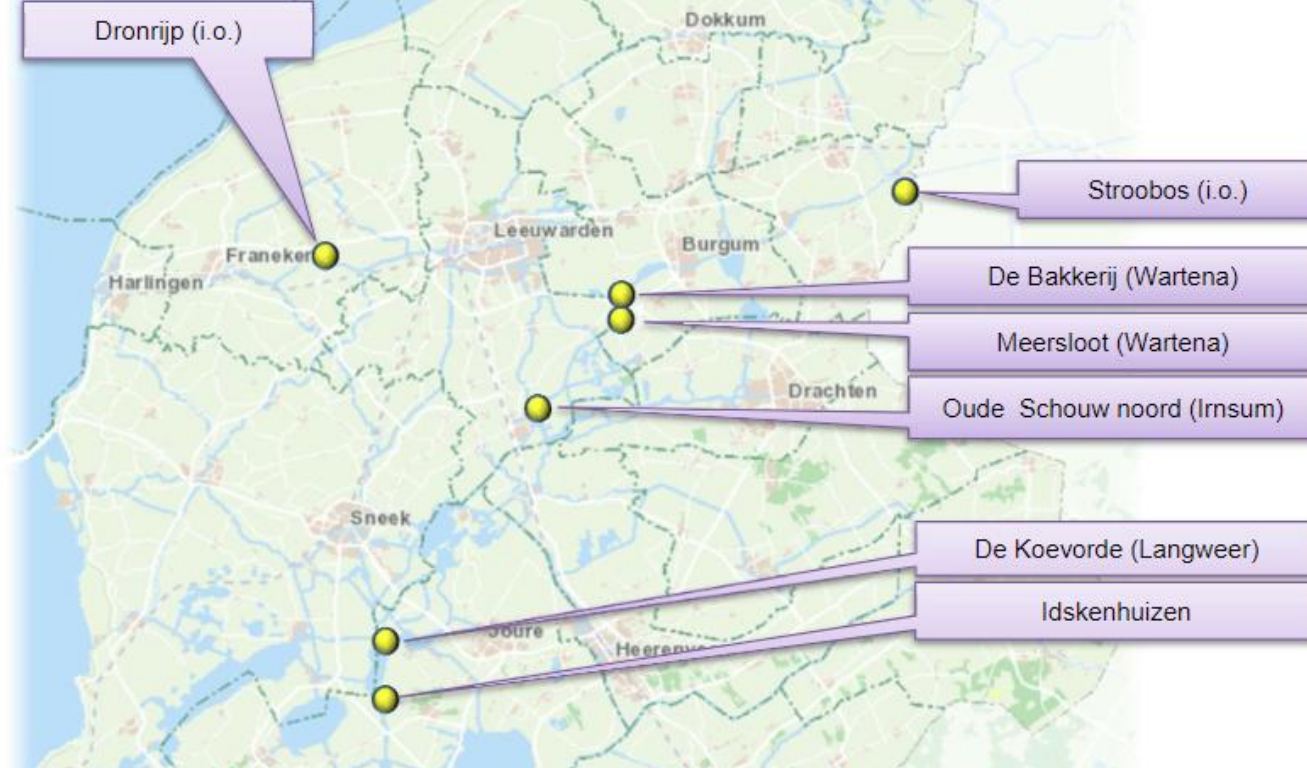 Dronrijp (i.o.)
Dokkum
Stroobos (i.o.)
Leeuwarden
Burgum
Franeker
Harlingen
De Bakkerij (Wartena)
Meersloot (Wartena)
Drachten
Oude Schouw noord (Irnsum)
Sneek
De Koevorde (Langweer)
Idskenhuizen
Joure